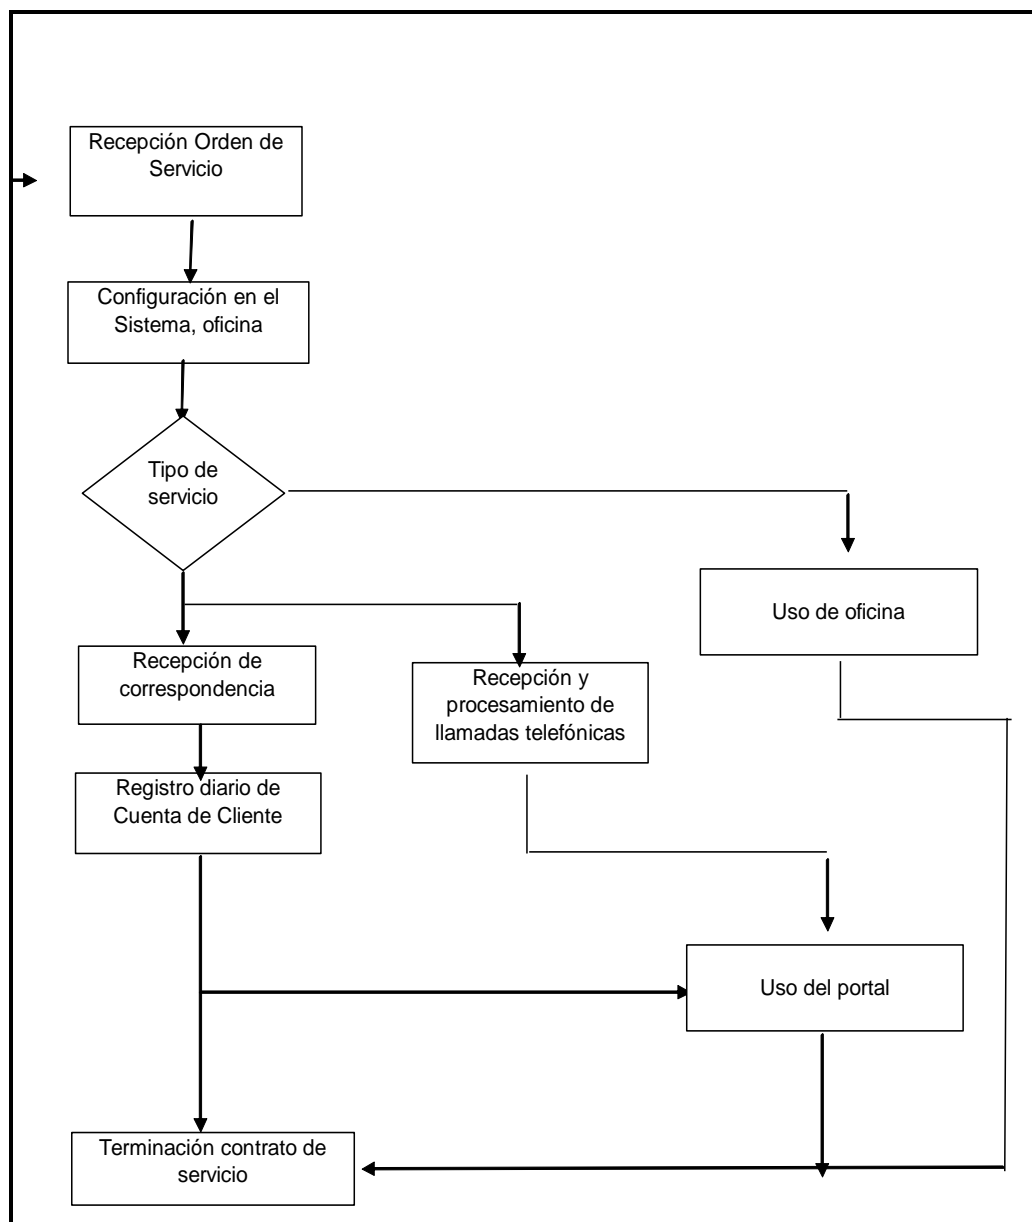 Recepción Orden de
Servicio
Configuración en el
Sistema, oficina
Tipo de
servicio
Uso de oficina
Recepción de
correspondencia
Recepción y
procesamiento de
llamadas telefónicas
Registro diario de
Cuenta de Cliente
Uso del portal
Terminación contrato de
servicio